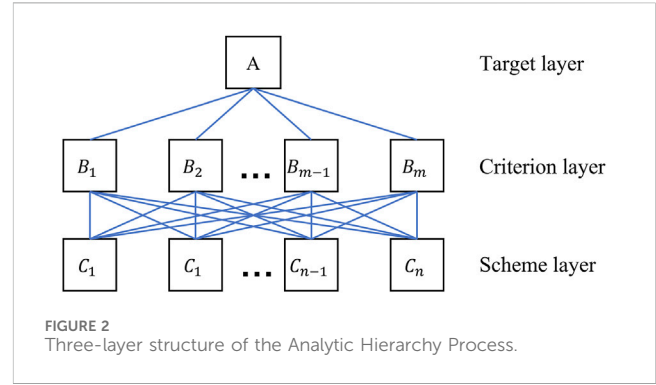 A Target layer
B₁ B₂ ... Bₘ₋₁ Bₘ Criterion layer
C₁ C₁ ... Cₙ₋₁ Cₙ Scheme layer
FIGURE 2
Three-layer structure of the Analytic Hierarchy Process.